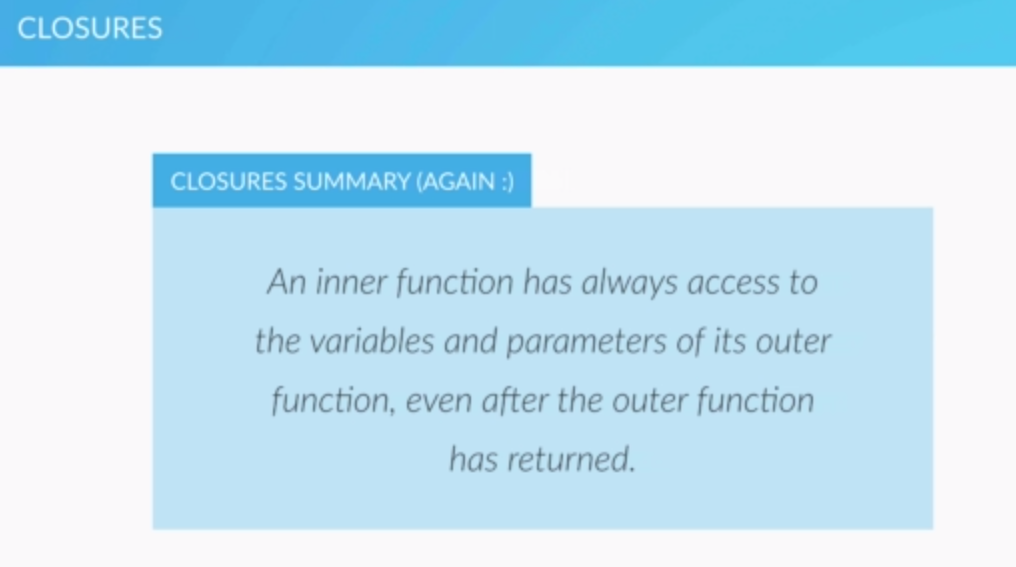 CLOSURES
CLOSURES SUMMARY (AGAIN :)
An inner function has always access to
the variables and parameters of its outer
function, even after the outer function
has returned.